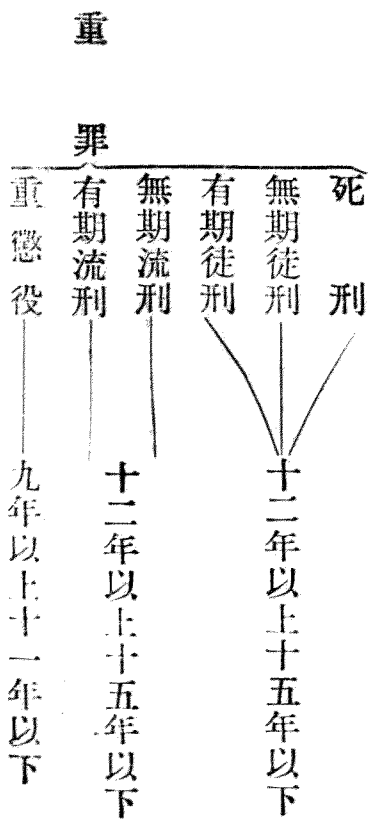 重罪
死刑
無期徒刑
有期徒刑
無期流刑
有期流刑
重懲役
十二年以上十五年以下
十二年以上十五年以下
九年以上十一年以下